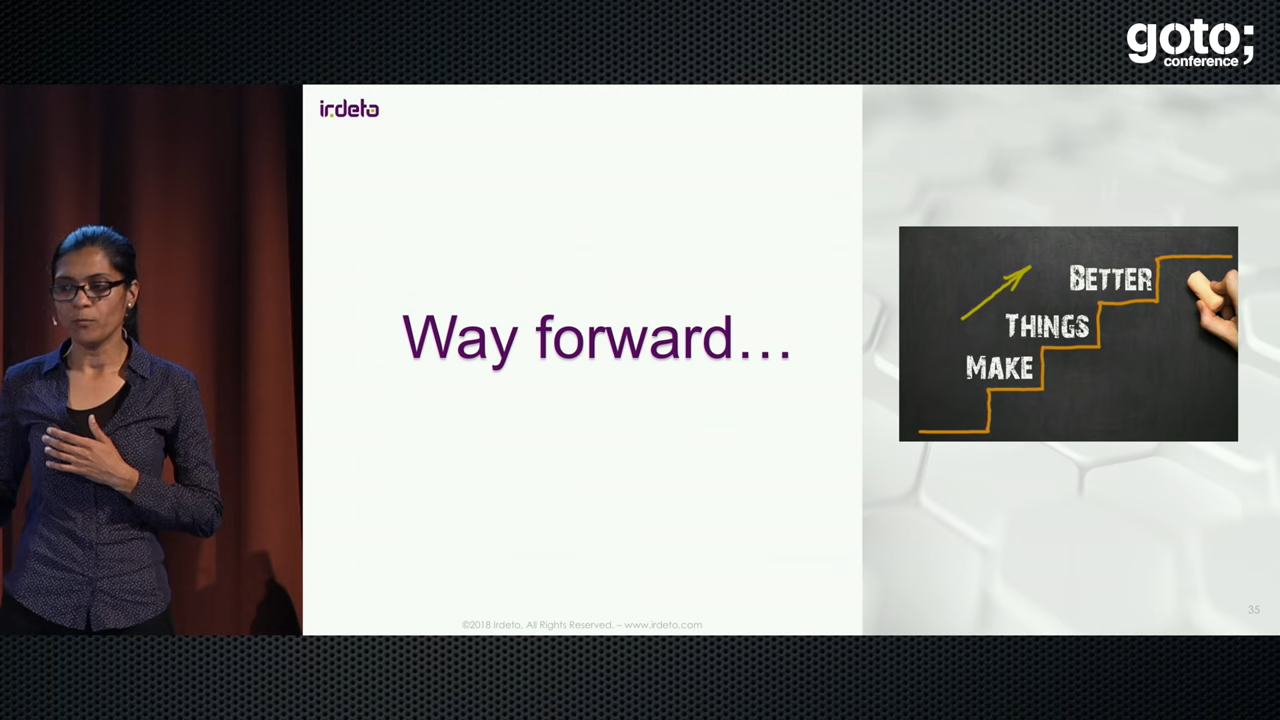 goto;
conference
irdeto
Way forward…
BETTER
THINGS
MAKE
©2018 Irdeto, All Rights Reserved. – www.irdeto.com
35